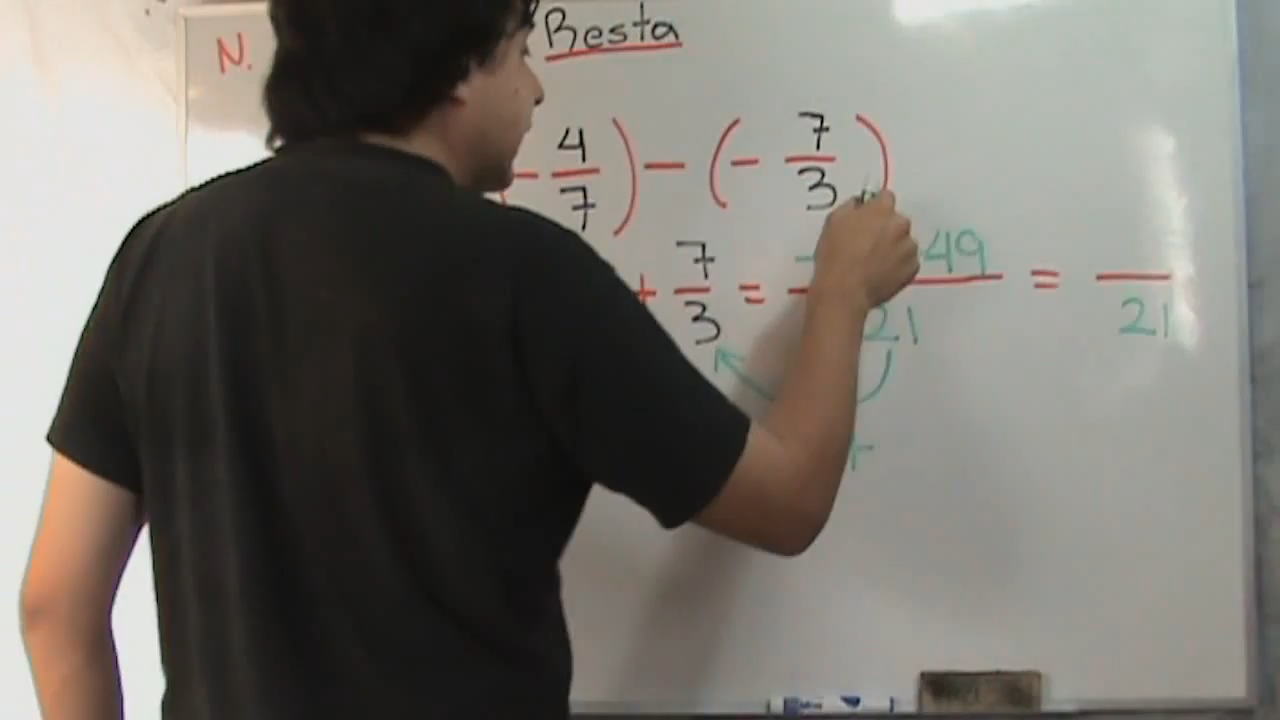 N. Resta
- 4/7 ) - ( - 7/3 )
+ 7/3 = - 49/21 = /21